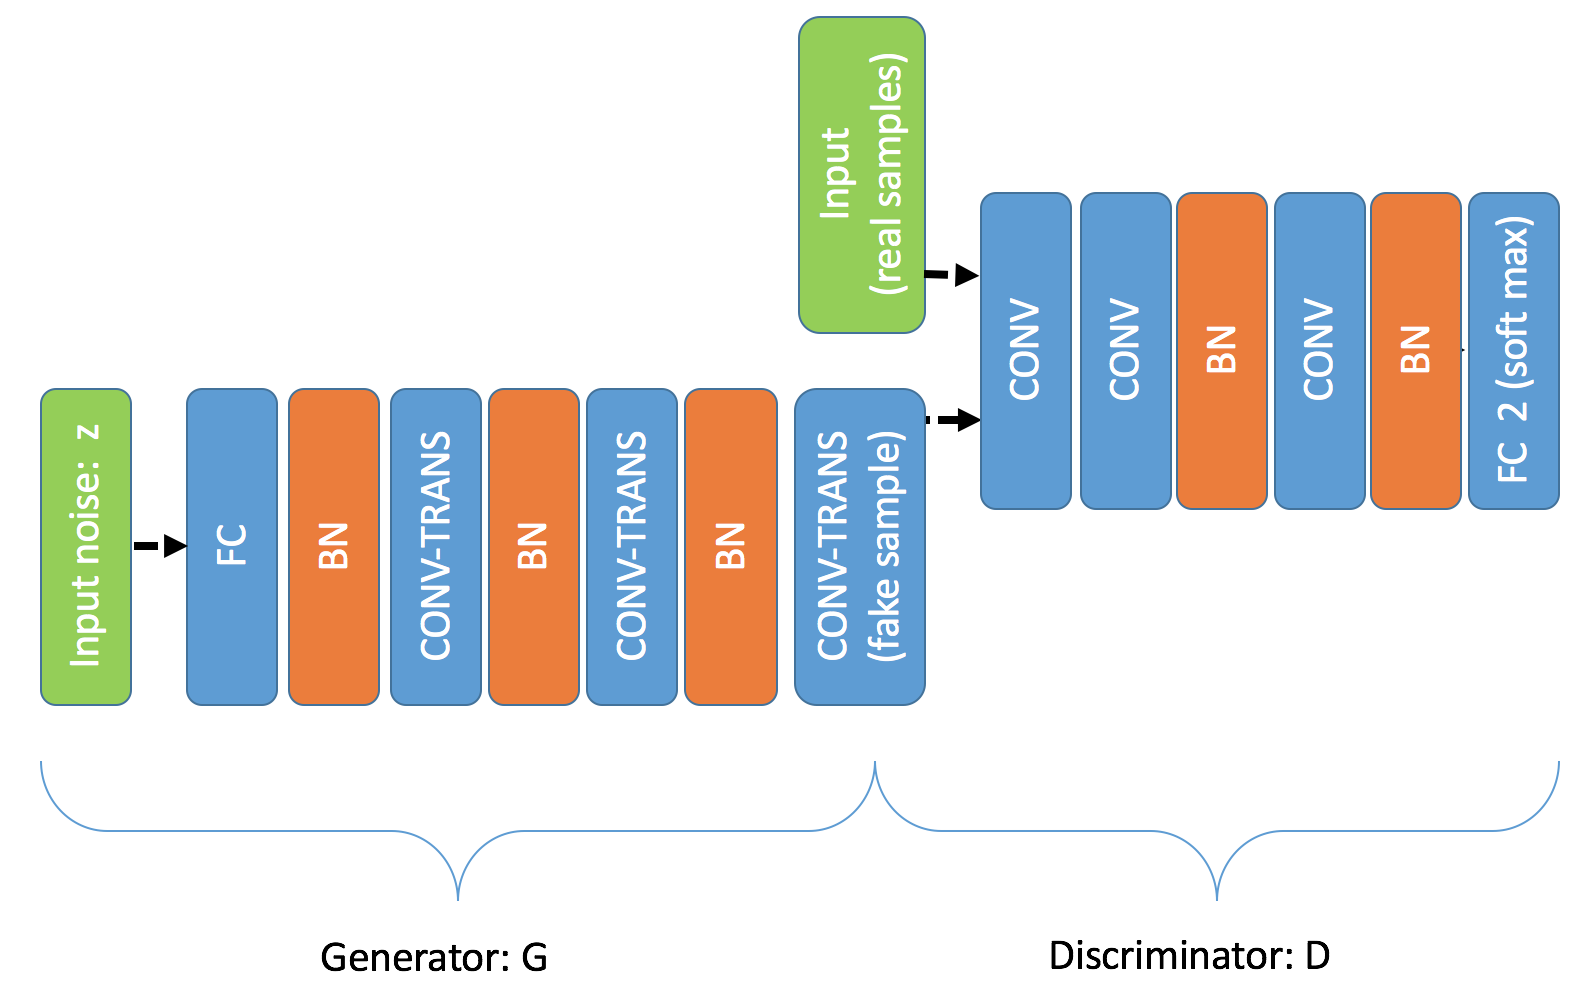 Input noise: z
FC
BN
CONV-TRANS
BN
CONV-TRANS
BN
CONV-TRANS
(fake sample)
Input
(real samples)
CONV
CONV
BN
CONV
BN
FC 2 (soft max)
Generator: G
Discriminator: D